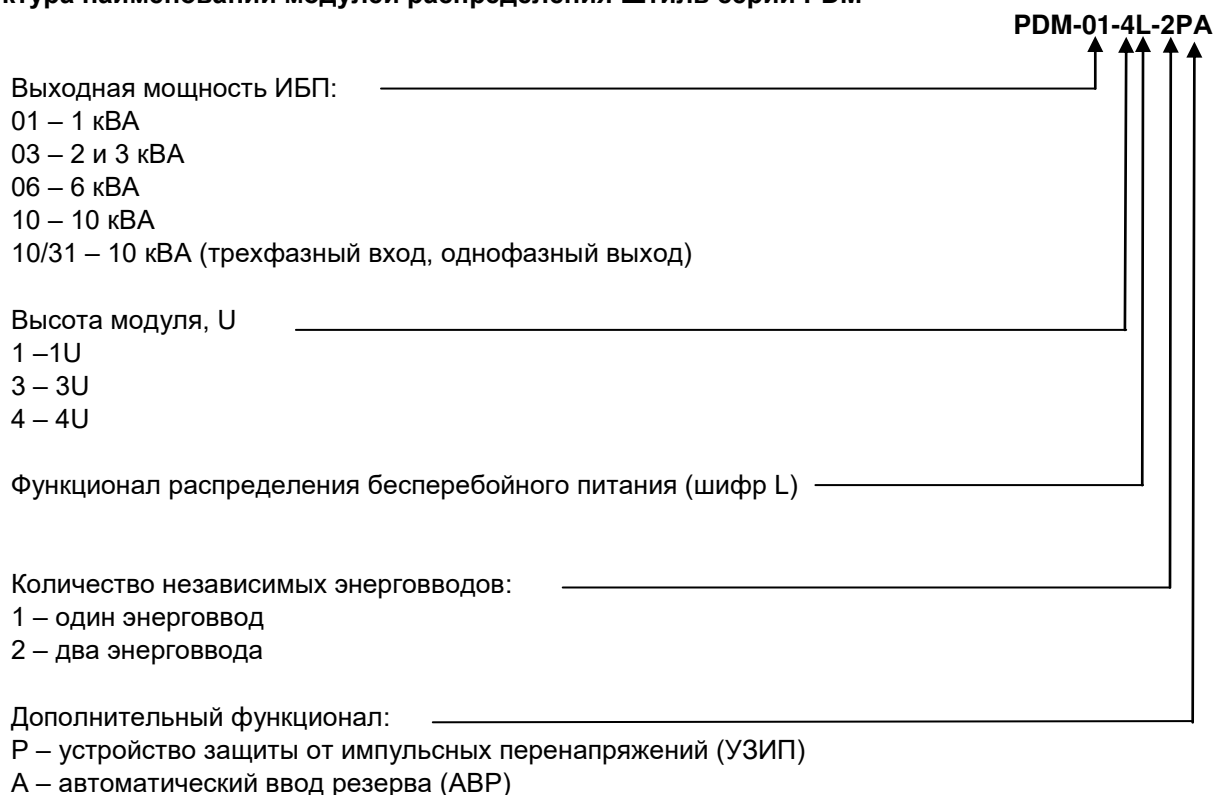 PDM-01-4L-2PA
Выходная мощность ИБП:
01 – 1 кВА
03 – 2 и 3 кВА
06 – 6 кВА
10 – 10 кВА
10/31 – 10 кВА (трехфазный вход, однофазный выход)
Высота модуля, U
1 –1U
3 – 3U
4 – 4U
Функционал распределения бесперебойного питания (шифр L)
Количество независимых энерговводов:
1 – один энерговвод
2 – два энерговвода
Дополнительный функционал:
P – устройство защиты от импульсных перенапряжений (УЗИП)
A – автоматический ввод резерва (АВР)